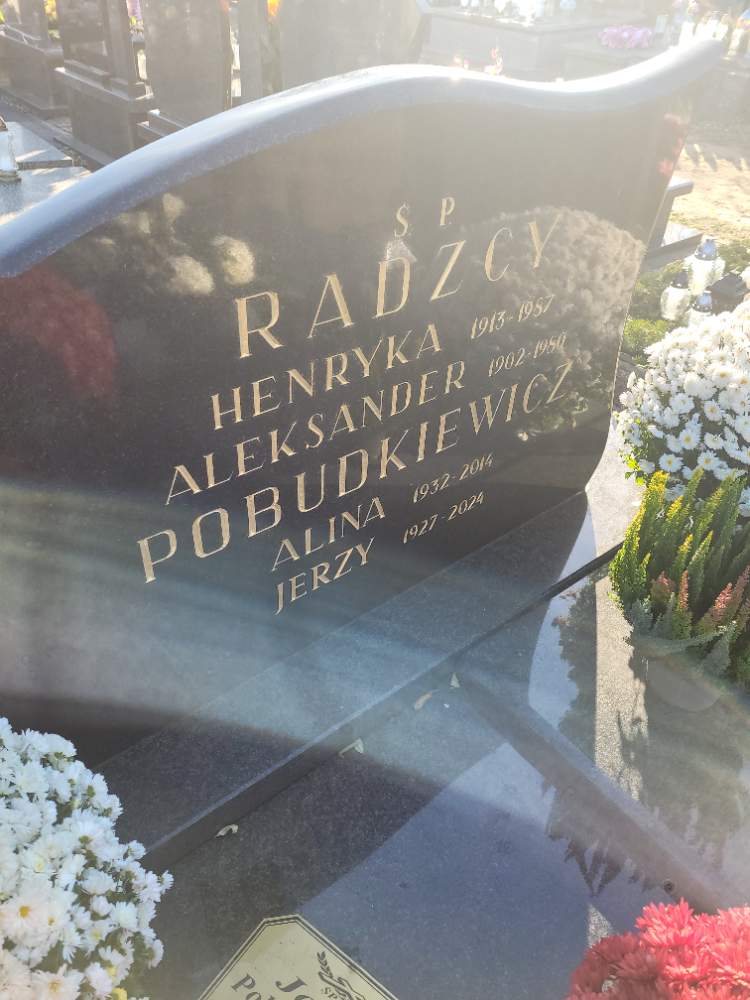 Ś P
RADZCY
HENRYKA 1913-1987
ALEKSANDER 1902-1980
POBUDKIEWICZ
ALINA 1932-2014
JERZY 1927-2024